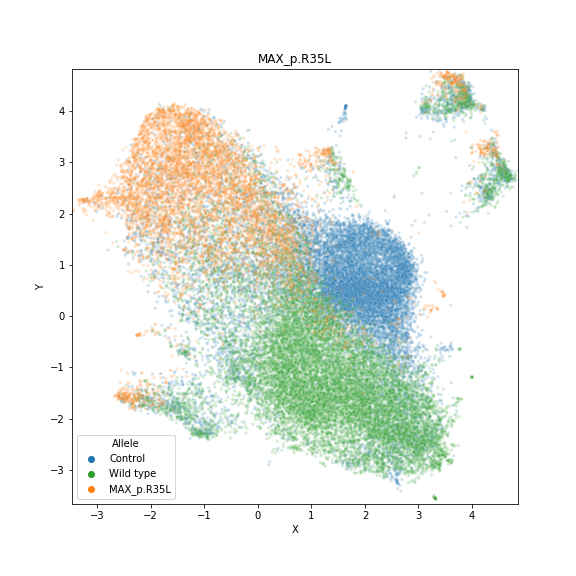 MAX_p.R35L
Y
4
3
2
1
0
−1
−2
−3
Allele
Control
Wild type
MAX_p.R35L
−3 −2 −1 0 1 2 3 4
X